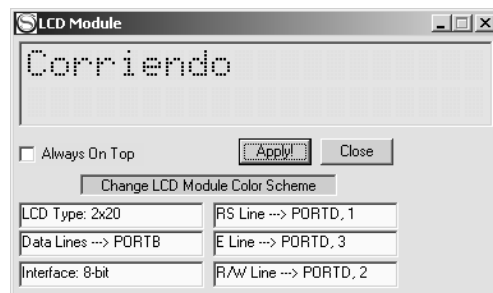 LCD Module
Corriendo
Always On Top
Apply!
Close
Change LCD Module Color Scheme
LCD Type: 2x20
RS Line ---> PORTD, 1
Data Lines ---> PORTB
E Line ---> PORTD, 3
Interface: 8-bit
R/W Line ---> PORTD, 2